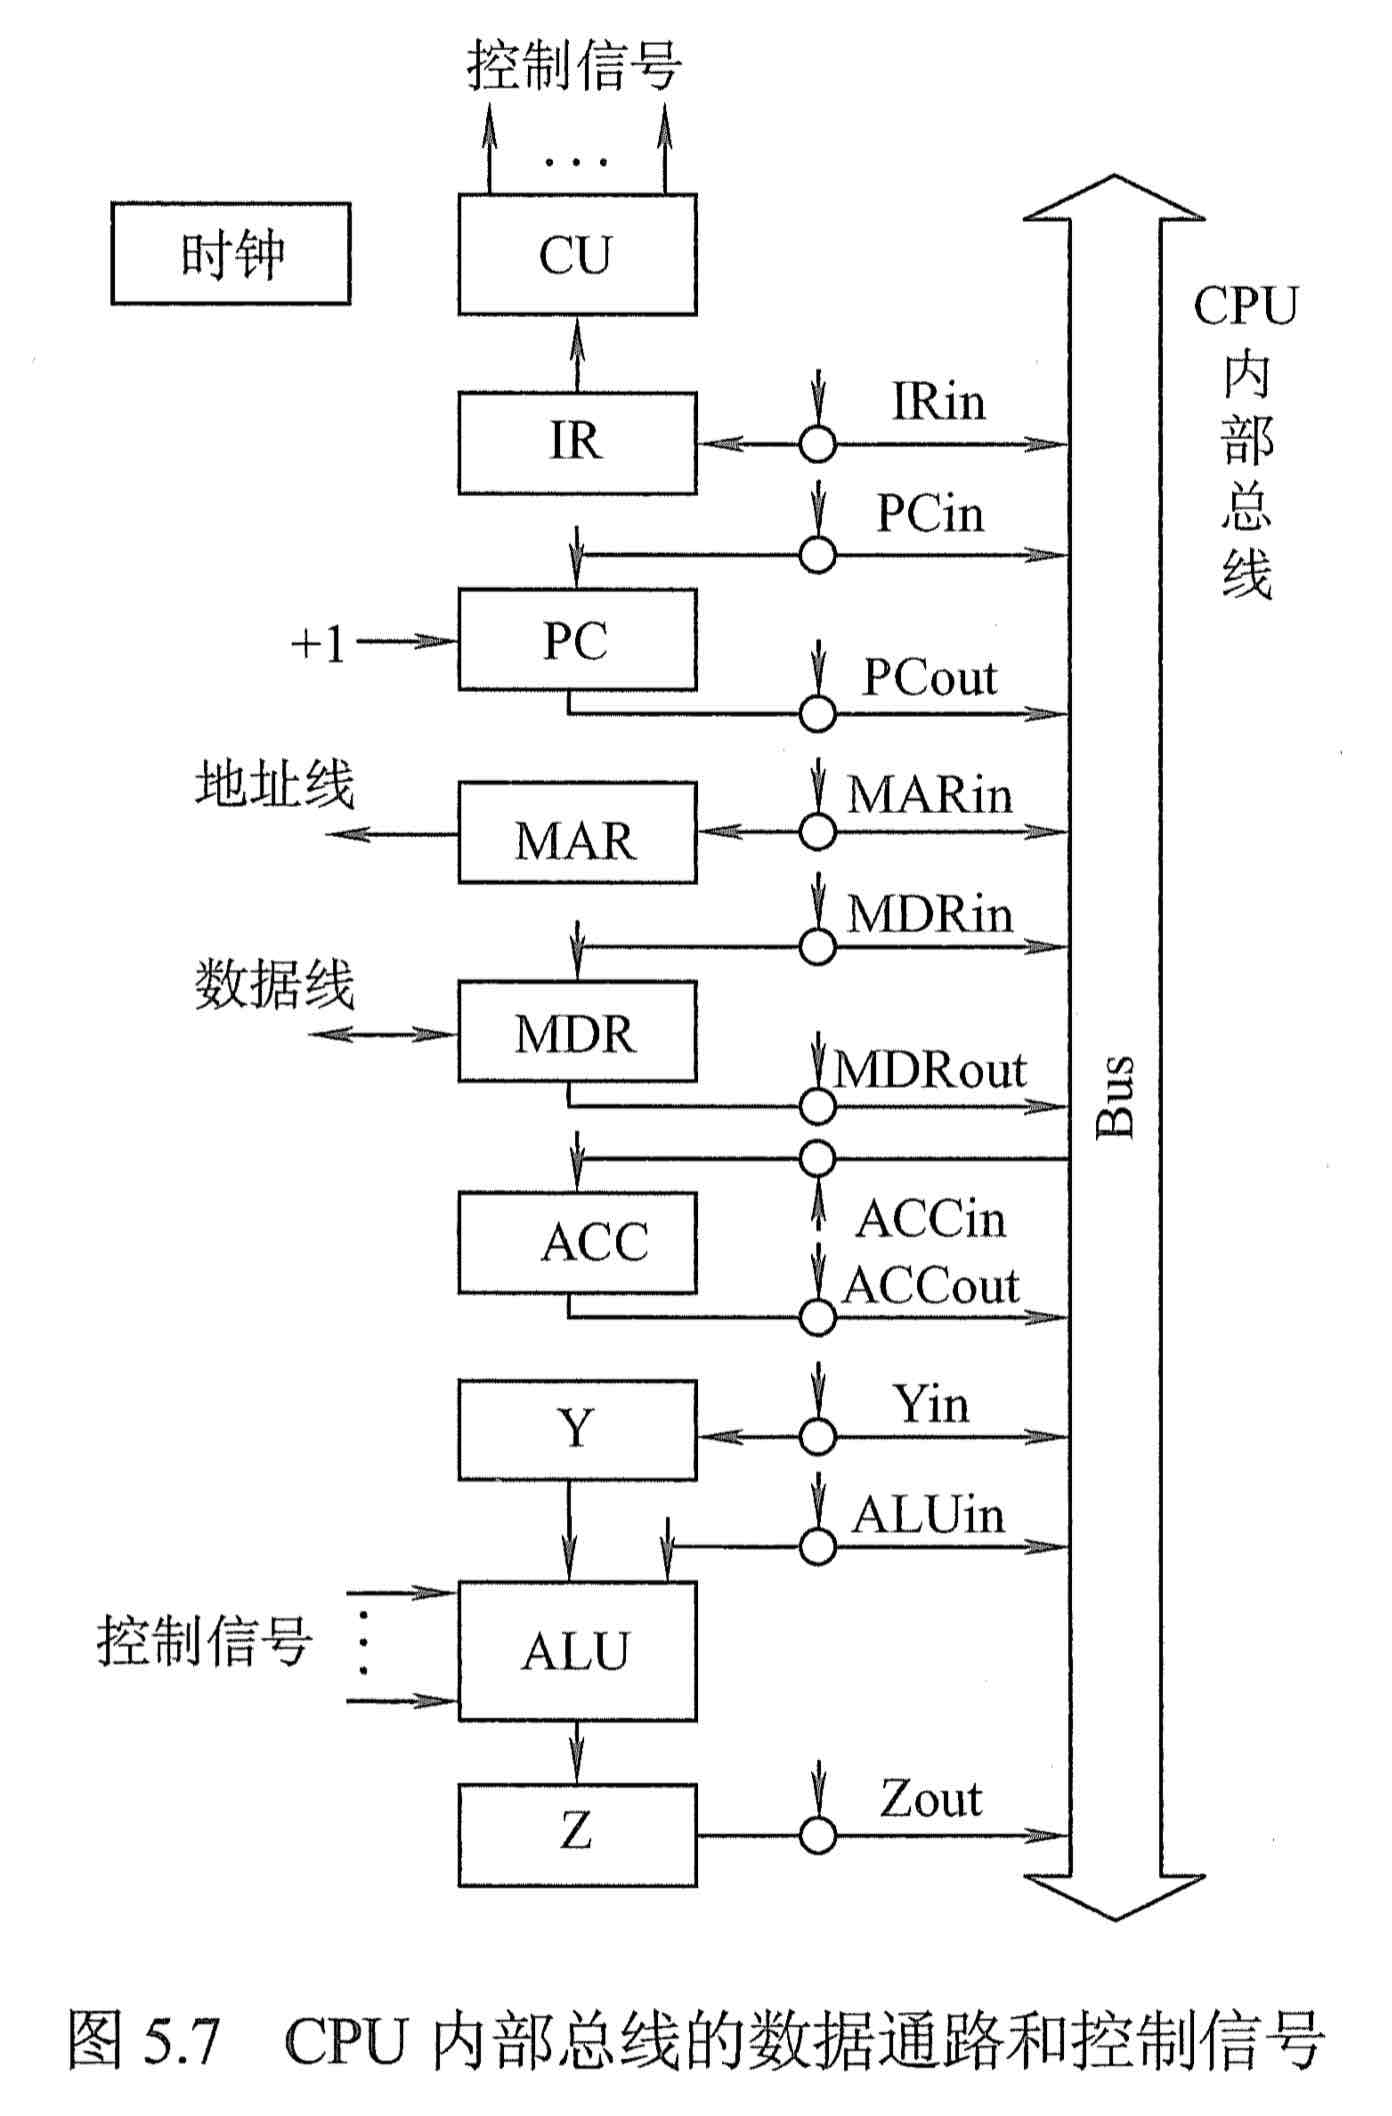 控制信号
···
时钟
CU
CPU
内
部
总
线
IRin
IR
PCin
+1
PC
PCout
地址线
MARin
MAR
MDRin
数据线
MDR
MDRout
Bus
ACCin
ACC
ACCout
Yin
Y
ALUin
控制信号
ALU
Zout
Z
图 5.7 CPU 内部总线的数据通路和控制信号